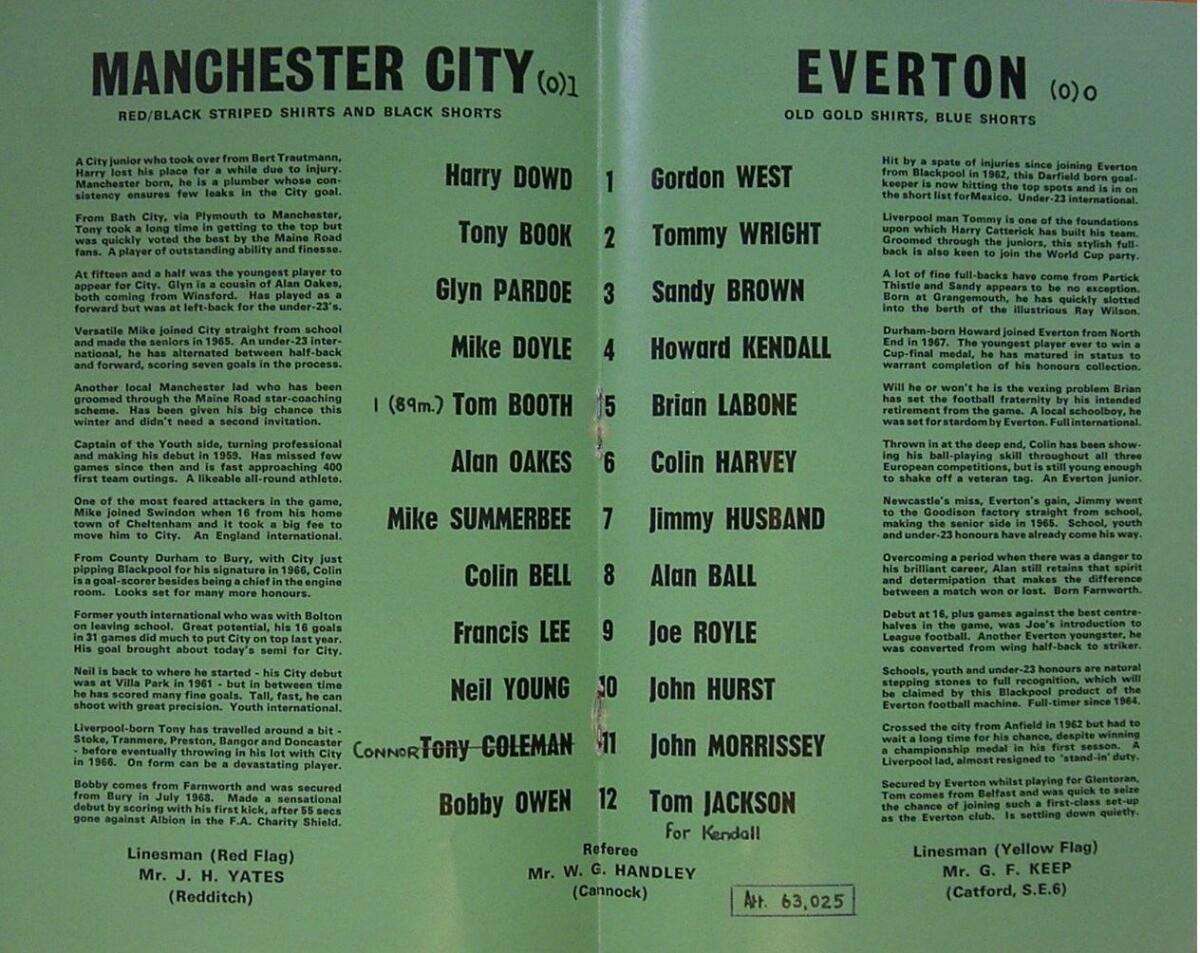 MANCHESTER CITY (0)1
RED/BLACK STRIPED SHIRTS AND BLACK SHORTS
EVERTON (0)0
OLD GOLD SHIRTS, BLUE SHORTS
A City junior who took over from Bert Trautmann,
Harry lost his place for a while due to injury.
Manchester born, he is a plumber whose con-
sistency ensures few leaks in the City goal.
Harry DOWD 1 Gordon WEST
Hit by a spate of injuries since joining Everton
from Blackpool in 1962, this Darfield born goal-
keeper is now hitting the top spots and is in on
the short list forMexico. Under-23 international.
From Bath City, via Plymouth to Manchester,
Tony took a long time in getting to the top but
was quickly voted the best by the Maine Road
fans. A player of outstanding ability and finesse.
Tony BOOK 2 Tommy WRIGHT
Liverpool man Tommy is one of the foundations
upon which Harry Catterick has built his team.
Groomed through the juniors, this stylish full-
back is also keen to join the World Cup party.
At fifteen and a half was the youngest player to
appear for City. Glyn is a cousin of Alan Oakes,
both coming from Winsford. Has played as a
forward but was at left-back for the under-23's.
Glyn PARDOE 3 Sandy BROWN
A lot of fine full-backs have come from Partick
Thistle and Sandy appears to be no exception.
Born at Grangemouth, he has quickly slotted
into the berth of the illustrious Ray Wilson.
Versatile Mike joined City straight from school
and made the seniors in 1965. An under-23 inter-
national, he has alternated between half-back
and forward, scoring seven goals in the process.
Mike DOYLE 4 Howard KENDALL
Durham-born Howard joined Everton from North
End in 1967. The youngest player ever to win a
Cup-final medal, he has matured in status to
warrant completion of his honours collection.
Another local Manchester lad who has been
groomed through the Maine Road star-coaching
scheme. Has been given his big chance this
winter and didn't need a second invitation.
1 (89m.) Tom BOOTH 5 Brian LABONE
Will he or won't he is the vexing problem Brian
has set the football fraternity by his intended
retirement from the game. A local schoolboy, he
was set for stardom by Everton. Full international.
Captain of the Youth side, turning professional
and making his debut in 1959. Has missed few
games since then and is fast approaching 400
first team outings. A likeable all-round athlete.
Alan OAKES 6 Colin HARVEY
Thrown in at the deep end, Colin has been show-
ing his ball-playing skill throughout all three
European competitions, but is still young enough
to shake off a veteran tag. An Everton junior.
One of the most feared attackers in the game,
Mike joined Swindon when 16 from his home
town of Cheltenham and it took a big fee to
move him to City. An England international.
Mike SUMMERBEE 7 Jimmy HUSBAND
Newcastle's miss, Everton's gain, Jimmy went
to the Goodison factory straight from school,
making the senior side in 1965. School, youth
and under-23 honours have already come his way.
From County Durham to Bury, with City just
pipping Blackpool for his signature in 1966, Colin
is a goal-scorer besides being a chief in the engine
room. Looks set for many more honours.
Colin BELL 8 Alan BALL
Overcoming a period when there was a danger to
his brilliant career, Alan still retains that spirit
and determipation that makes the difference
between a match won or lost. Born Farnworth.
Former youth international who was with Bolton
on leaving school. Great potential, his 16 goals
in 31 games did much to put City on top last year.
His goal brought about today's semi for City.
Francis LEE 9 Joe ROYLE
Debut at 16, plus games against the best centre-
halves in the game, was Joe's introduction to
League football. Another Everton youngster, he
was converted from wing half-back to striker.
Neil is back to where he started - his City debut
was at Villa Park in 1961 - but in between time
he has scored many fine goals. Tall, fast, he can
shoot with great precision. Youth international.
Neil YOUNG 10 John HURST
Schools, youth and under-23 honours are natural
stepping stones to full recognition, which will
be claimed by this Blackpool product of the
Everton football machine. Full-timer since 1964.
Liverpool-born Tony has travelled around a bit -
Stoke, Tranmere, Preston, Bangor and Doncaster
- before eventually throwing in his lot with City
in 1966. On form can be a devastating player.
CONNOR Tony COLEMAN 11 John MORRISSEY
Crossed the city from Anfield in 1962 but had to
wait a long time for his chance, despite winning
a championship medal in his first sesson. A
Liverpool lad, almost resigned to 'stand-in' duty.
Bobby comes from Farnworth and was secured
from Bury in July 1968. Made a sensational
debut by scoring with his first kick, after 55 secs
gone against Albion in the F.A. Charity Shield.
Bobby OWEN 12 Tom JACKSON
for Kendall
Secured by Everton whilst playing for Glentoran,
Tom comes from Belfast and was quick to seize
the chance of joining such a first-class set-up
as the Everton club. Is settling down quietly.
Linesman (Red Flag)
Mr. J. H. YATES
(Redditch)
Referee
Mr. W. G. HANDLEY
(Cannock)
Att. 63,025
Linesman (Yellow Flag)
Mr. G. F. KEEP
(Catford, S.E.6)